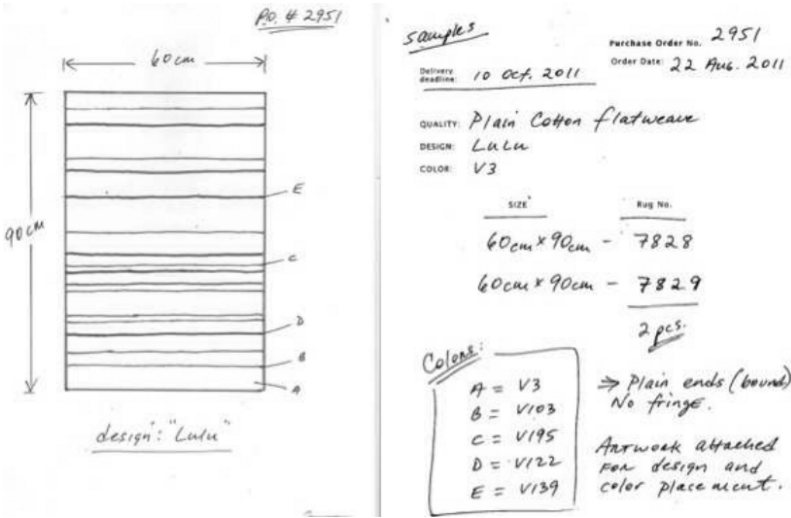 P.O. # 2951
60cm
90cm
E
C
D
B
A
design: "Lulu"
samples
Purchase Order No. 2951
Delivery deadline: 10 Oct. 2011
Order Date: 22 Aug. 2011
QUALITY: Plain Cotton flatweave
DESIGN: LuLu
COLOR: V3
SIZE Rug No.
60cm x 90cm - 7828
60cm x 90cm - 7829
2 pcs.
Colors:
A = V3
B = V103
C = V195
D = V122
E = V139
⇒ Plain ends (bound)
No fringe.
Artwork attached
for design and
color placement.